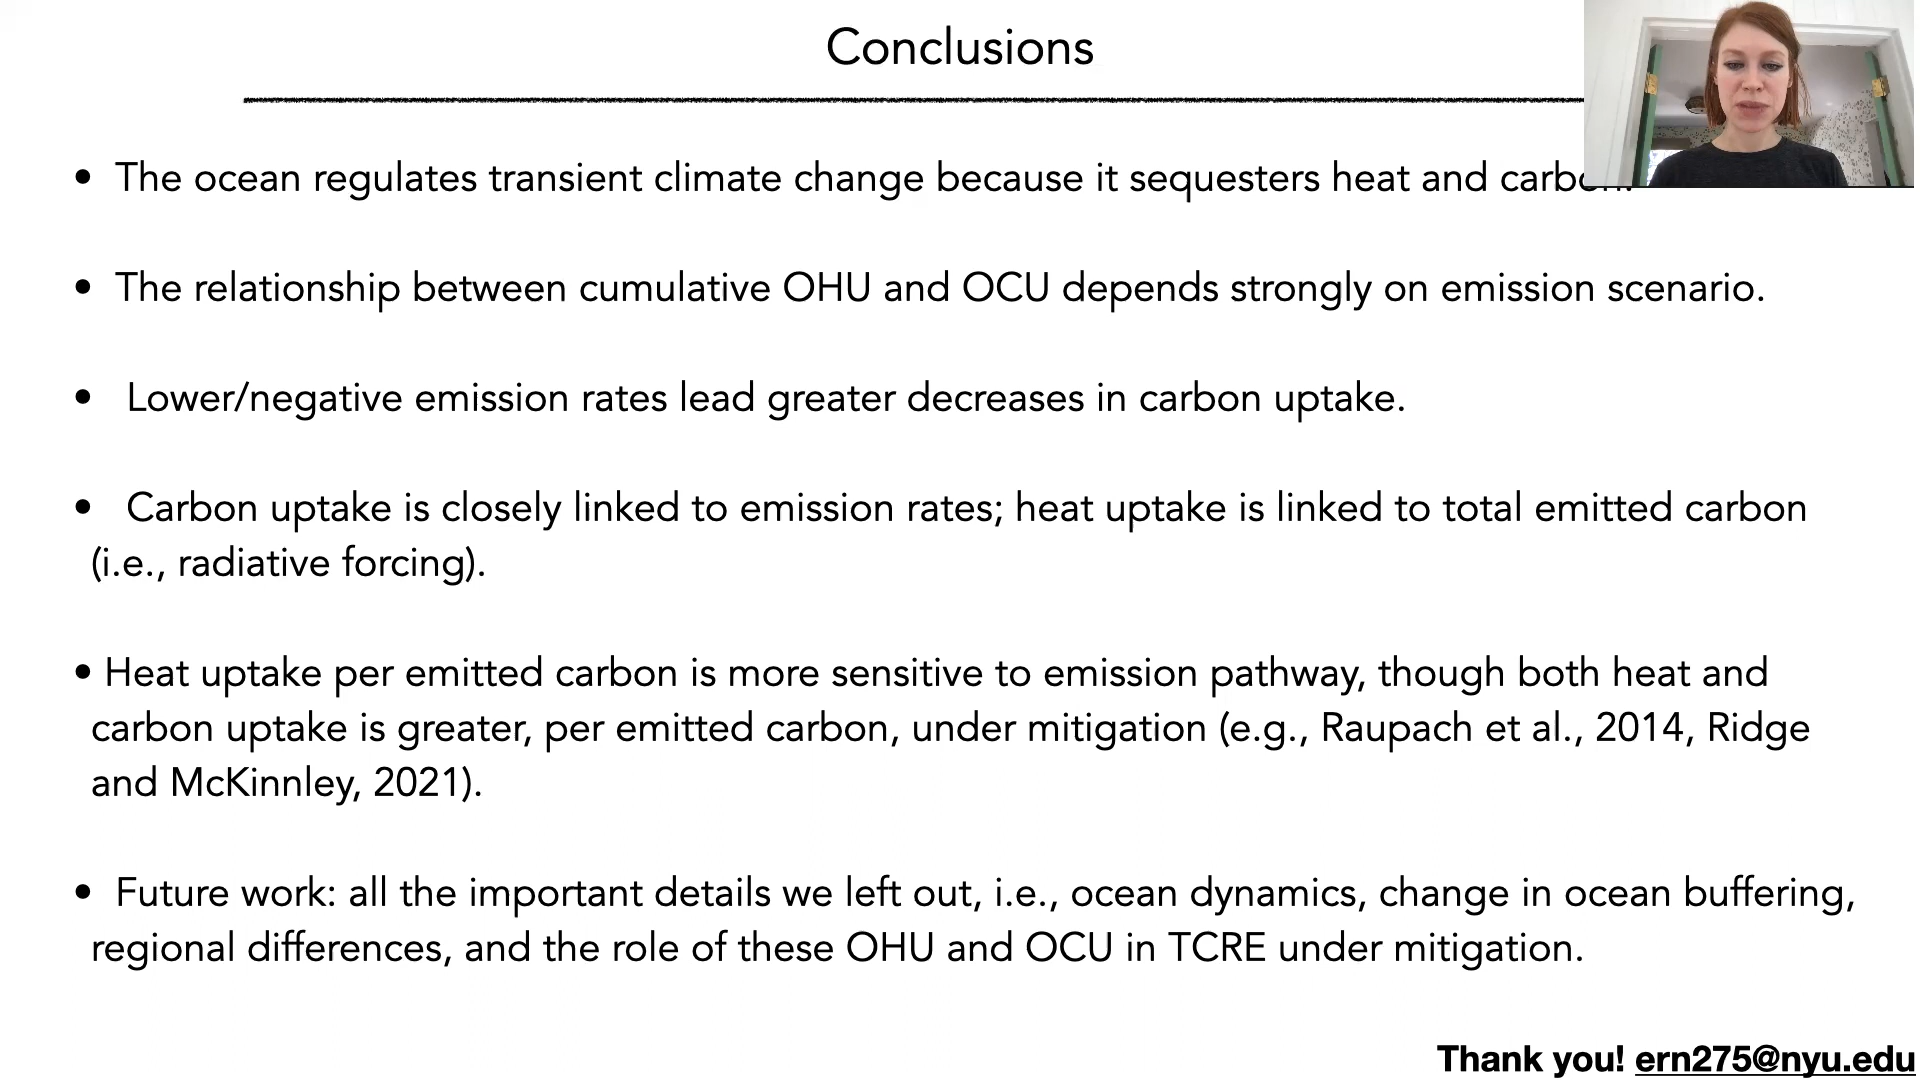 Conclusions
• The ocean regulates transient climate change because it sequesters heat and carbon.
• The relationship between cumulative OHU and OCU depends strongly on emission scenario.
• Lower/negative emission rates lead greater decreases in carbon uptake.
• Carbon uptake is closely linked to emission rates; heat uptake is linked to total emitted carbon
(i.e., radiative forcing).
• Heat uptake per emitted carbon is more sensitive to emission pathway, though both heat and
carbon uptake is greater, per emitted carbon, under mitigation (e.g., Raupach et al., 2014, Ridge
and McKinnley, 2021).
• Future work: all the important details we left out, i.e., ocean dynamics, change in ocean buffering,
regional differences, and the role of these OHU and OCU in TCRE under mitigation.
Thank you! ern275@nyu.edu